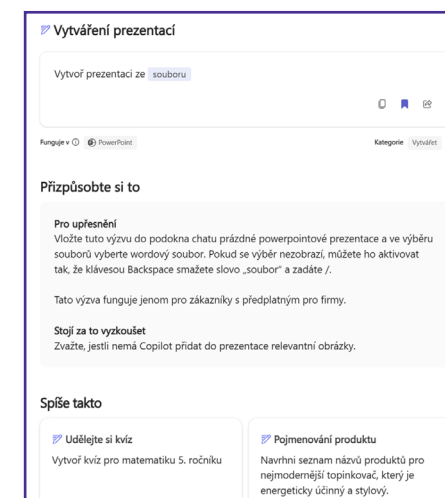 Vytváření prezentací
Vytvoř prezentaci ze souboru
Funguje v PowerPoint Kategorie Vytvářet
Přizpůsobte si to
Pro upřesnění
Vložte tuto výzvu do podokna chatu prázdné powerpointové prezentace a ve výběru
souborů vyberte wordový soubor. Pokud se výběr nezobrazí, můžete ho aktivovat
tak, že klávesou Backspace smažete slovo „soubor“ a zadáte /.
Tato výzva funguje jenom pro zákazníky s předplatným pro firmy.
Stojí za to vyzkoušet
Zvažte, jestli nemá Copilot přidat do prezentace relevantní obrázky.
Spíše takto
Udělejte si kvíz
Vytvoř kvíz pro matematiku 5. ročníku
Pojmenování produktu
Navrhni seznam názvů produktů pro
nejmodernější topinkovač, který je
energeticky účinný a stylový.